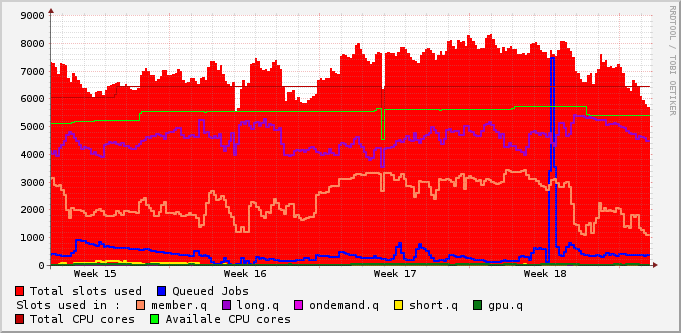 RRDTOOL / TOBI OETIKER
9000
8000
7000
6000
5000
4000
3000
2000
1000
0
Week 15 Week 16 Week 17 Week 18
Total slots used Queued Jobs
Slots used in : member.q long.q ondemand.q short.q gpu.q
Total CPU cores Availale CPU cores